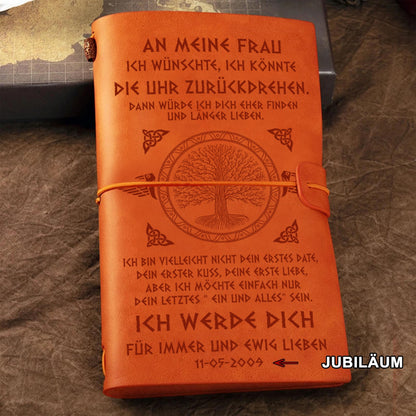 AN MEINE FRAU
ICH WÜNSCHTE, ICH KÖNNTE
DIE UHR ZURÜCKDREHEN.
DANN WÜRDE ICH DICH EHER FINDEN
UND LÄNGER LIEBEN.
ICH BIN VIELLEICHT NICHT DEIN ERSTES DATE,
DEIN ERSTER KUSS, DEINE ERSTE LIEBE,
ABER ICH MÖCHTE EINFACH NUR
DEIN LETZTES " EIN UND ALLES" SEIN.
ICH WERDE DICH
FÜR IMMER UND EWIG LIEBEN
11-05-2009
JUBILÄUM